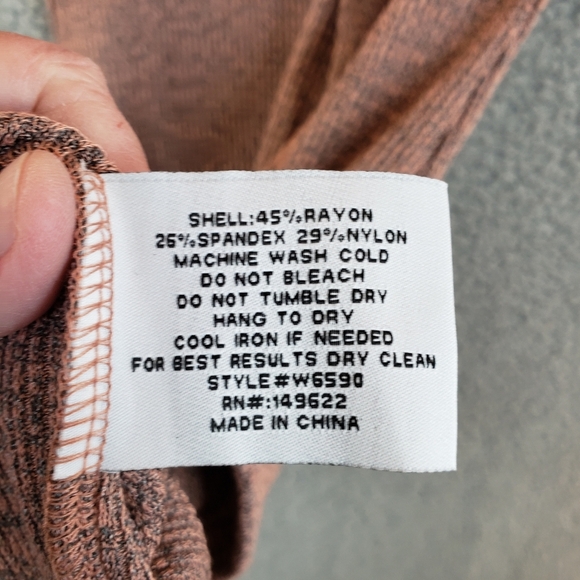 SHELL:45%RAYON
26%SPANDEX 29%NYLON
MACHINE WASH COLD
DO NOT BLEACH
DO NOT TUMBLE DRY
HANG TO DRY
COOL IRON IF NEEDED
FOR BEST RESULTS DRY CLEAN
STYLE#W6590
RN#:149622
MADE IN CHINA